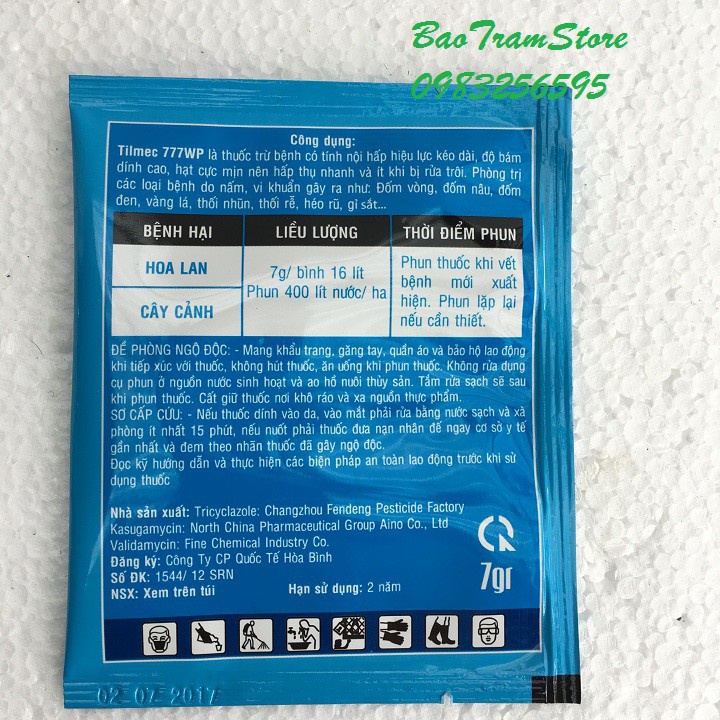 BaoTramStore
0983256595
Công dụng:
Tilmec 777WP là thuốc trừ bệnh có tính nội hấp hiệu lực kéo dài, độ bám
dính cao, hạt cực mịn nên hấp thụ nhanh và ít khi bị rửa trôi. Phòng trị
các loại bệnh do nấm, vi khuẩn gây ra như: Đốm vòng, đốm nâu, đốm
đen, vàng lá, thối nhũn, thối rễ, héo rũ, gỉ sắt...
BỆNH HẠI LIỀU LƯỢNG THỜI ĐIỂM PHUN
HOA LAN
CÂY CẢNH
7g/ bình 16 lít
Phun 400 lít nước/ ha
Phun thuốc khi vết
bệnh mới xuất
hiện. Phun lặp lại
nếu cần thiết.
ĐỀ PHÒNG NGỘ ĐỘC: - Mang khẩu trang, găng tay, quần áo và bảo hộ lao động
khi tiếp xúc với thuốc, không hút thuốc, ăn uống khi phun thuốc. Không rửa dụng
cụ phun ở nguồn nước sinh hoạt và ao hồ nuôi thủy sản. Tắm rửa sạch sẽ sau
khi phun thuốc. Cất giữ thuốc nơi khô ráo và xa nguồn thực phẩm.
SƠ CẤP CỨU: - Nếu thuốc dính vào da, vào mắt phải rửa bằng nước sạch và xà
phòng ít nhất 15 phút, nếu nuốt phải thuốc đưa nạn nhân đế ngay cơ sở y tế
gần nhất và đem theo nhãn thuốc đã gây ngộ độc.
Đọc kỹ hướng dẫn và thực hiện các biện pháp an toàn lao động trước khi sử
dụng thuốc
Nhà sản xuất: Tricyclazole: Changzhou Fendeng Pesticide Factory
Kasugamycin: North China Pharmaceutical Group Aino Co., Ltd
Validamycin: Fine Chemical Industry Co.
Đăng ký: Công Ty CP Quốc Tế Hòa Bình
Số ĐK: 1544/ 12 SRN
NSX: Xem trên túi Hạn sử dụng: 2 năm
7gr
02 07 2017